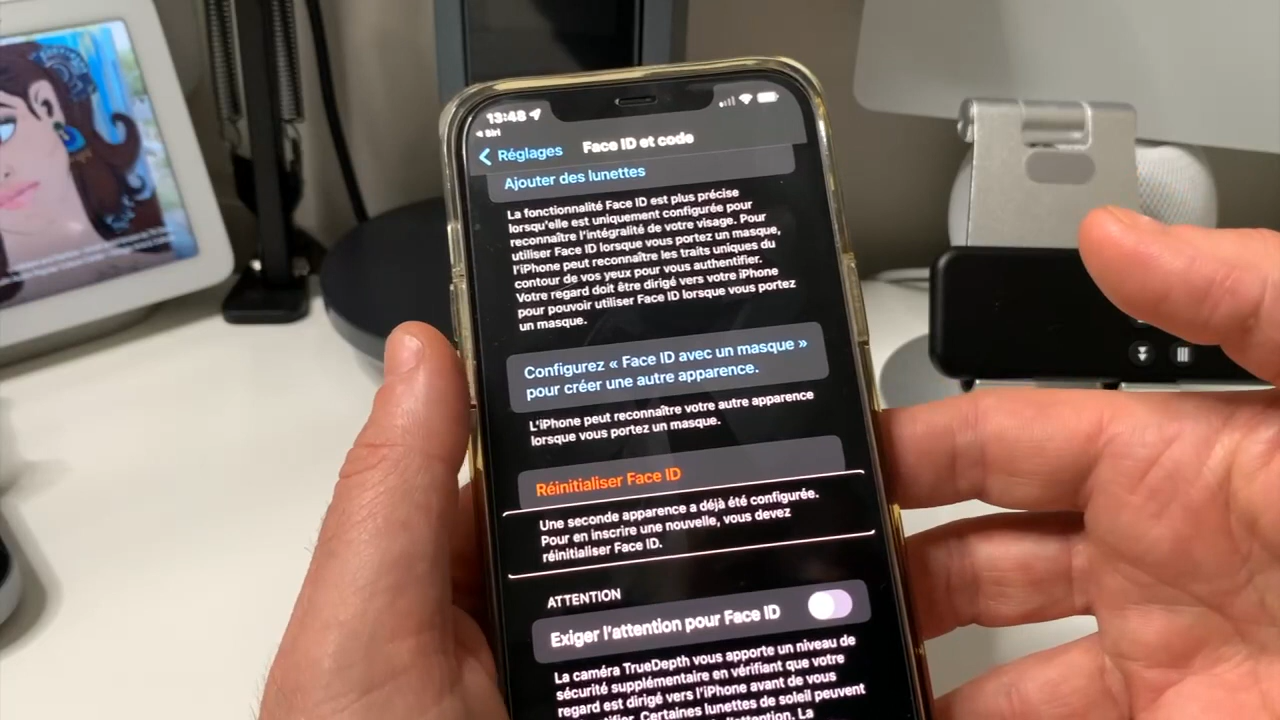 13:48
Siri
Réglages
Face ID et code
Ajouter des lunettes
La fonctionnalité Face ID est plus précise
lorsqu'elle est uniquement configurée pour
reconnaître l'intégralité de votre visage. Pour
utiliser Face ID lorsque vous portez un masque,
l'iPhone peut reconnaître les traits uniques du
contour de vos yeux pour vous authentifier.
Votre regard doit être dirigé vers votre iPhone
pour pouvoir utiliser Face ID lorsque vous portez
un masque.
Configurez « Face ID avec un masque »
pour créer une autre apparence.
L'iPhone peut reconnaître votre autre apparence
lorsque vous portez un masque.
Réinitialiser Face ID
Une seconde apparence a déjà été configurée.
Pour en inscrire une nouvelle, vous devez
réinitialiser Face ID.
ATTENTION
Exiger l'attention pour Face ID
La caméra TrueDepth vous apporte un niveau de
sécurité supplémentaire en vérifiant que votre
regard est dirigé vers l'iPhone avant de vous
Certaines lunettes de soleil peuvent
l'attention. La